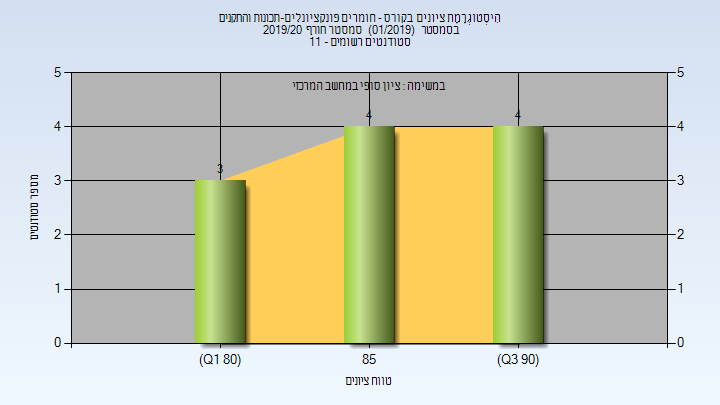 היסטוגרמת ציונים בקורס - חומרים פונקציונלים-תכונות והתקנים
בסמסטר (01/2019) סמסטר חורף 2019/20
סטודנטים רשומים - 11
במשימה : ציון סופי במחשב המרכזי
5 5
4 4
3 3
2 2
1 1
0 0
3 4 4
מספר סטודנטים
(Q1 80) 85 (Q3 90)
טווח ציונים